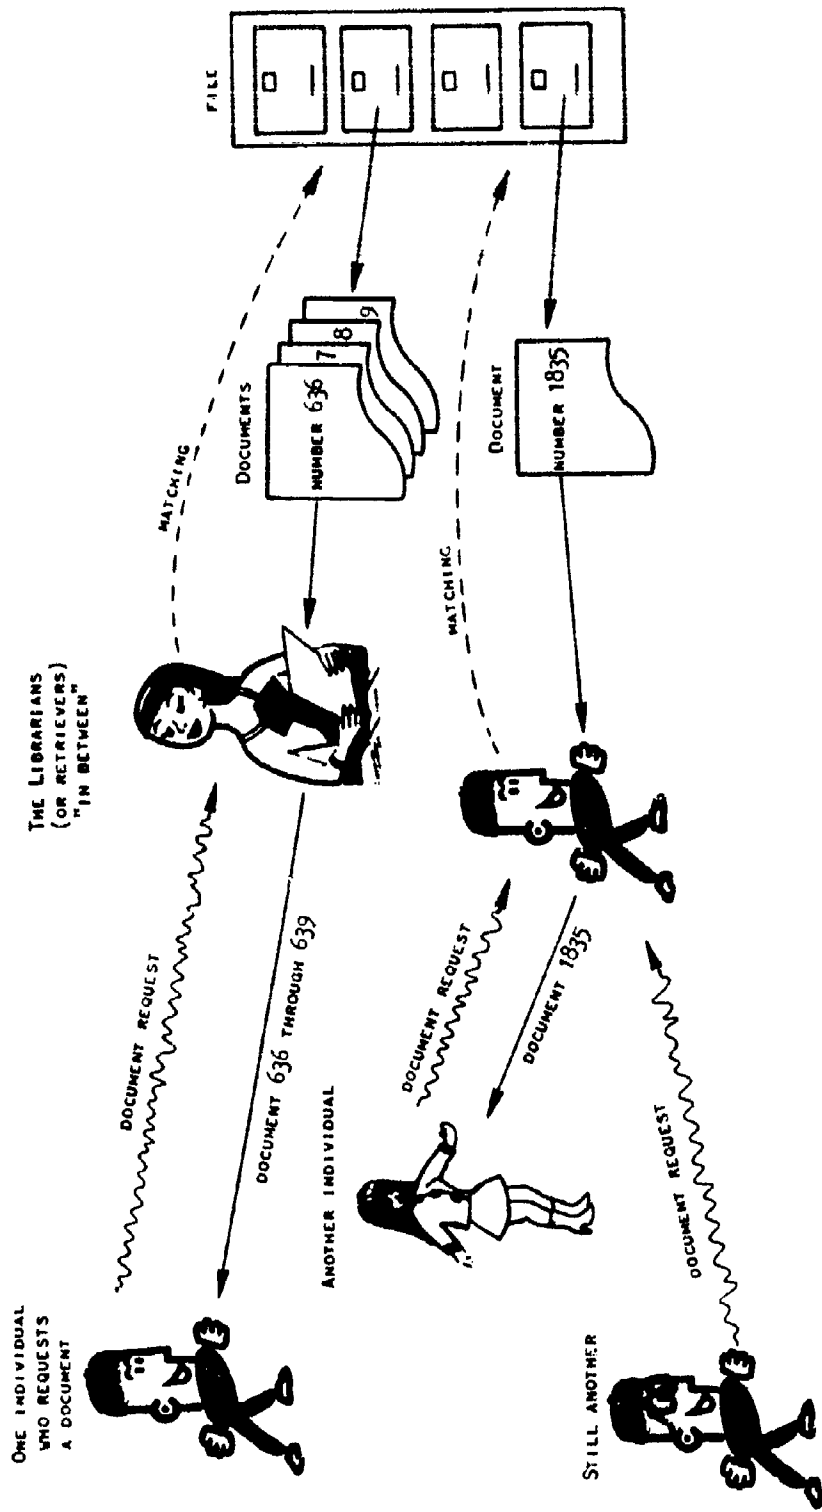 FILE
THE LIBRARIANS
(OR RETRIEVERS)
"IN BETWEEN"
MATCHING
DOCUMENTS
NUMBER 636
7
8
9
ONE INDIVIDUAL
WHO REQUESTS
A DOCUMENT
DOCUMENT REQUEST
DOCUMENT 636 THROUGH 639
MATCHING
DOCUMENT
NUMBER 1835
ANOTHER INDIVIDUAL
DOCUMENT REQUEST
DOCUMENT 1835
STILL ANOTHER
DOCUMENT REQUEST